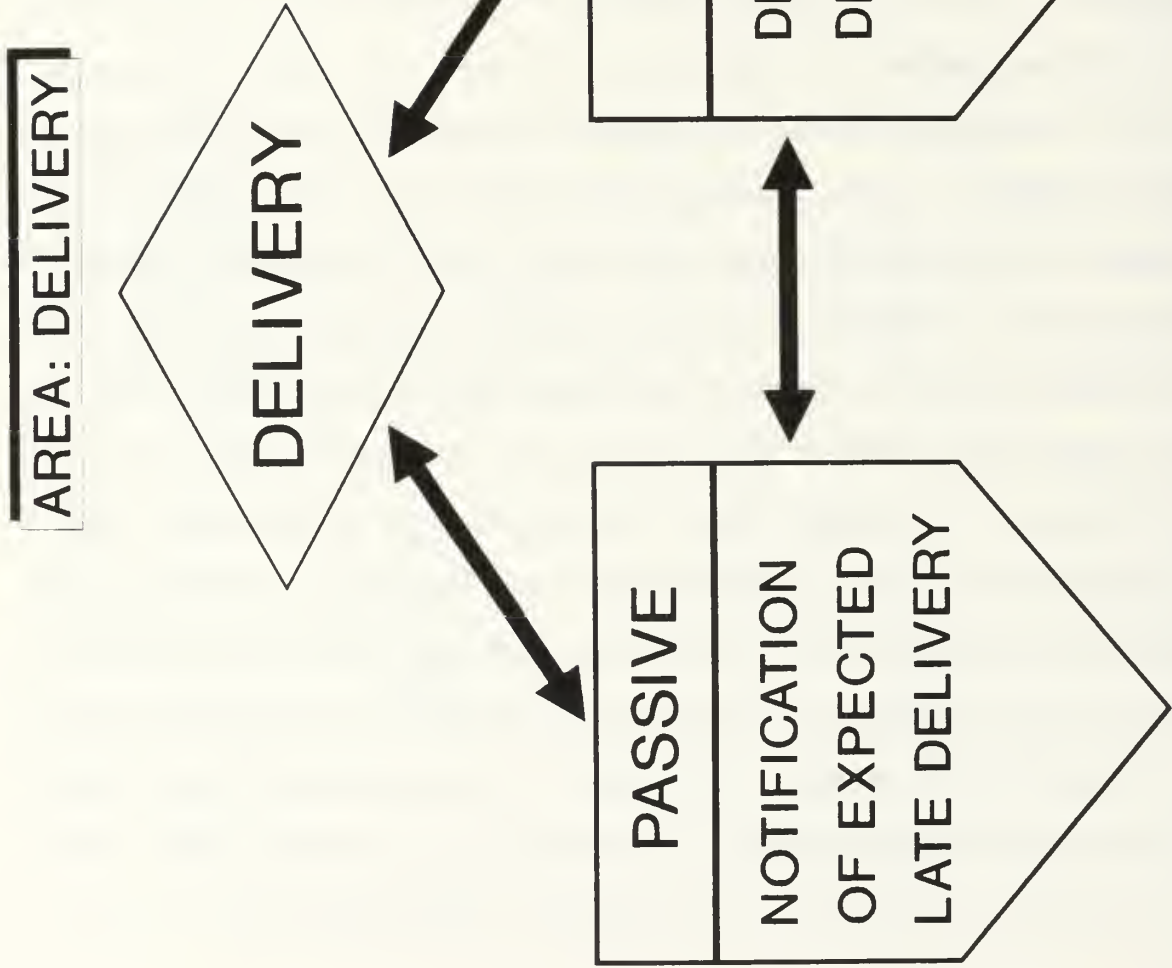 AREA: DELIVERY
DELIVERY
PASSIVE
NOTIFICATION
OF EXPECTED
LATE DELIVERY